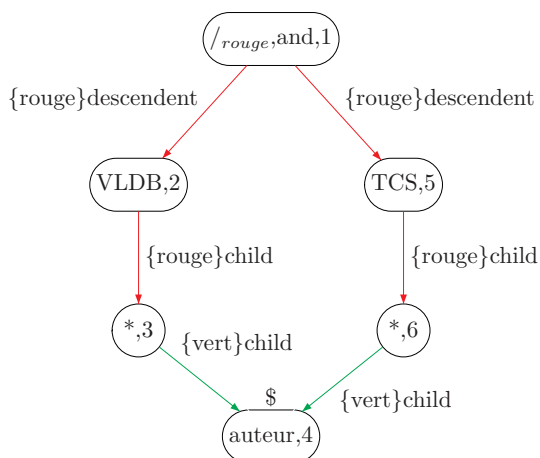 /rouge,and,1
{rouge}descendent
{rouge}descendent
VLDB,2
TCS,5
{rouge}child
{rouge}child
*,3
*,6
{vert}child
{vert}child
$
auteur,4